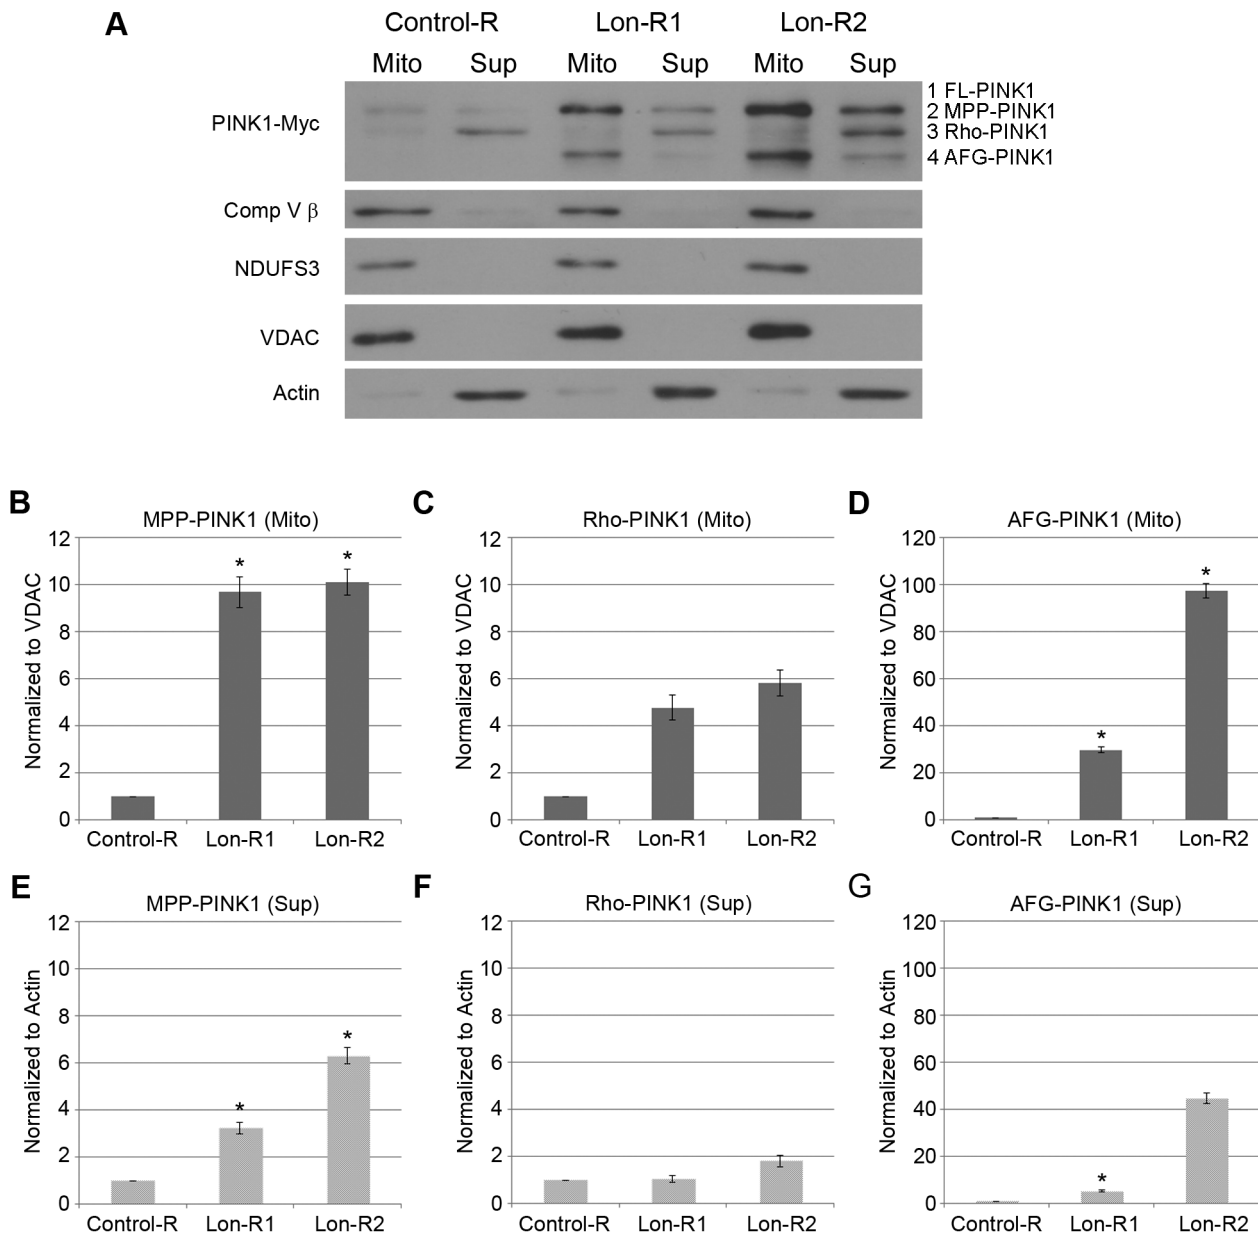 A
Control-R Lon-R1 Lon-R2
Mito Sup Mito Sup Mito Sup
PINK1-Myc
1 FL-PINK1
2 MPP-PINK1
3 Rho-PINK1
4 AFG-PINK1
Comp V β
NDUFS3
VDAC
Actin
B
MPP-PINK1 (Mito)
Normalized to VDAC
12
10
8
6
4
2
0
* *
Control-R Lon-R1 Lon-R2
C
Rho-PINK1 (Mito)
Normalized to VDAC
12
10
8
6
4
2
0
Control-R Lon-R1 Lon-R2
D
AFG-PINK1 (Mito)
Normalized to VDAC
120
100
80
60
40
20
0
* *
Control-R Lon-R1 Lon-R2
E
MPP-PINK1 (Sup)
Normalized to Actin
12
10
8
6
4
2
0
* *
Control-R Lon-R1 Lon-R2
F
Rho-PINK1 (Sup)
Normalized to Actin
12
10
8
6
4
2
0
Control-R Lon-R1 Lon-R2
G
AFG-PINK1 (Sup)
Normalized to Actin
120
100
80
60
40
20
0
*
Control-R Lon-R1 Lon-R2